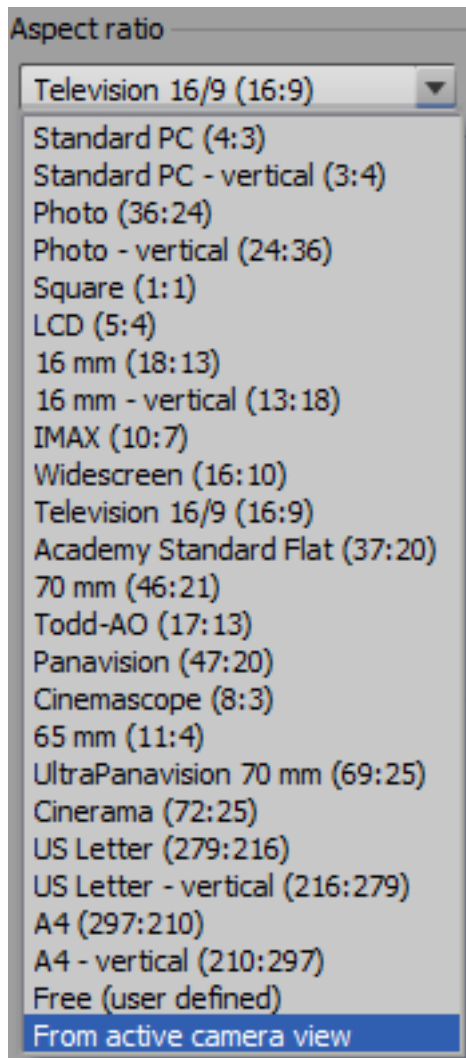 Aspect ratio
Television 16/9 (16:9)
Standard PC (4:3)
Standard PC - vertical (3:4)
Photo (36:24)
Photo - vertical (24:36)
Square (1:1)
LCD (5:4)
16 mm (18:13)
16 mm - vertical (13:18)
IMAX (10:7)
Widescreen (16:10)
Television 16/9 (16:9)
Academy Standard Flat (37:20)
70 mm (46:21)
Todd-AO (17:13)
Panavision (47:20)
Cinemascope (8:3)
65 mm (11:4)
UltraPanavision 70 mm (69:25)
Cinerama (72:25)
US Letter (279:216)
US Letter - vertical (216:279)
A4 (297:210)
A4 - vertical (210:297)
Free (user defined)
From active camera view